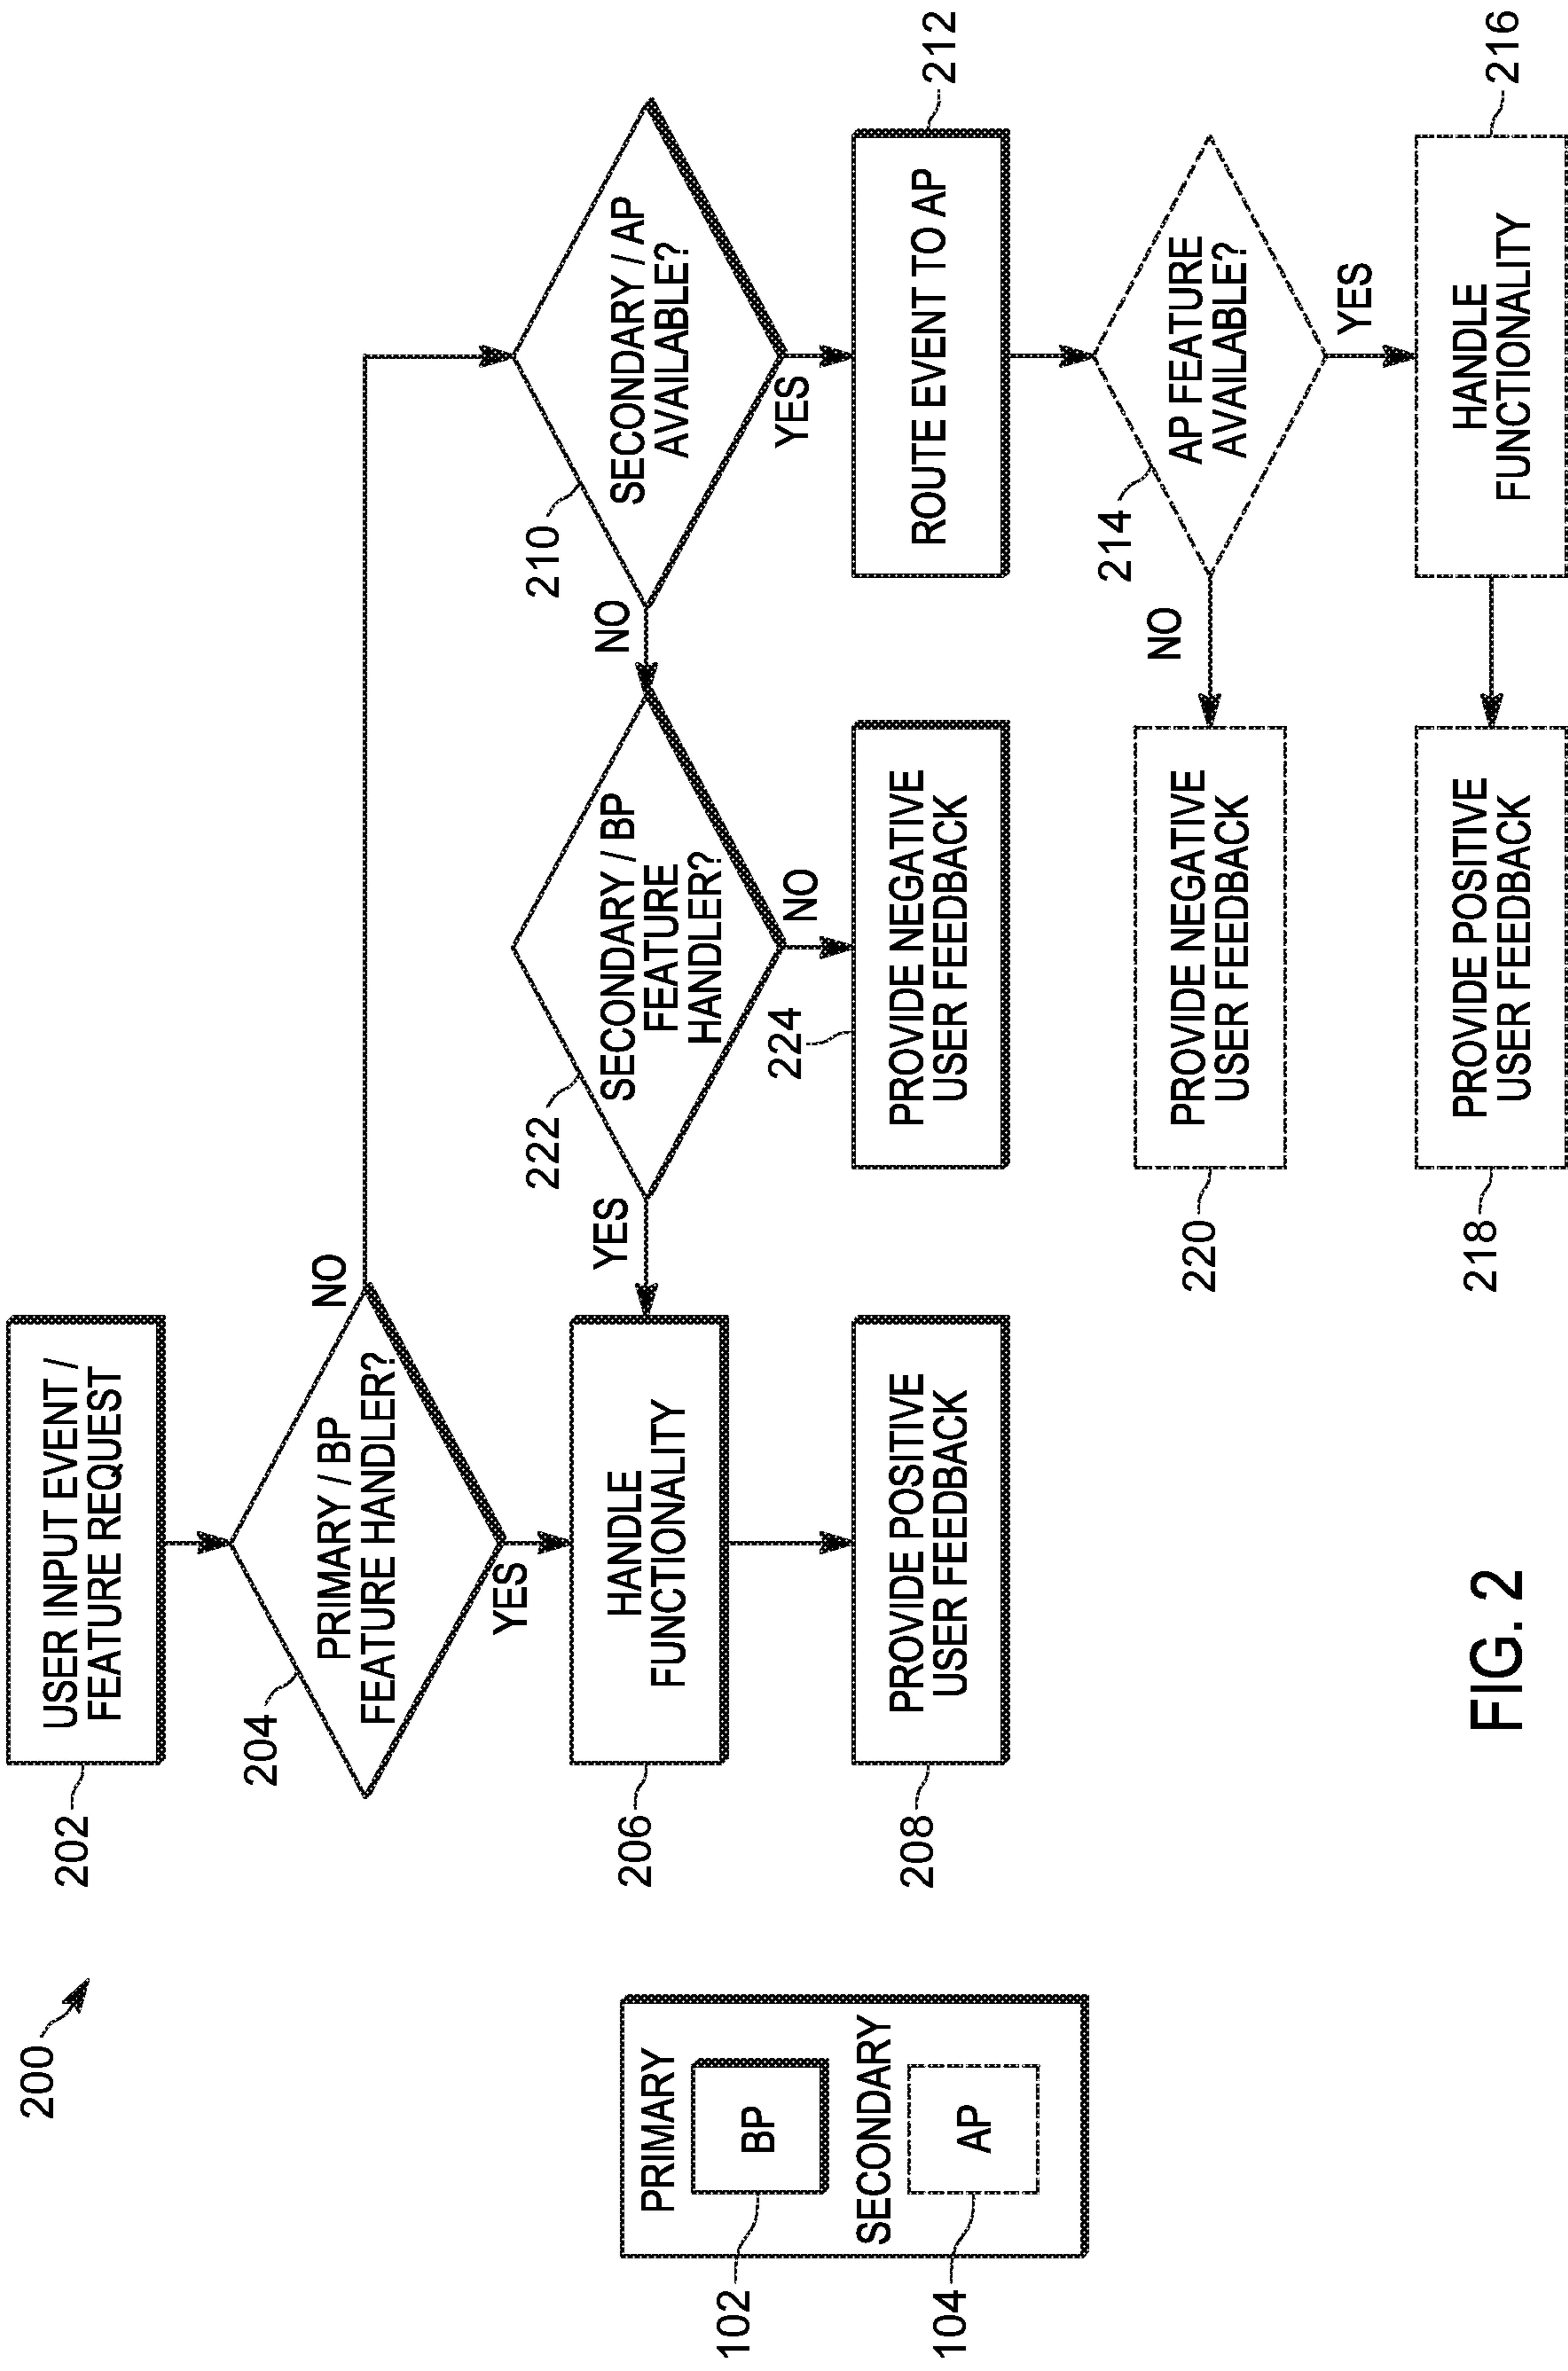 200
202
USER INPUT EVENT /
FEATURE REQUEST
204
PRIMARY / BP
FEATURE HANDLER?
NO
YES
206
HANDLE
FUNCTIONALITY
208
PROVIDE POSITIVE
USER FEEDBACK
210
SECONDARY / AP
AVAILABLE?
NO
YES
222
SECONDARY / BP
FEATURE
HANDLER?
YES
NO
224
PROVIDE NEGATIVE
USER FEEDBACK
212
ROUTE EVENT TO AP
214
AP FEATURE
AVAILABLE?
NO
YES
220
PROVIDE NEGATIVE
USER FEEDBACK
216
HANDLE
FUNCTIONALITY
218
PROVIDE POSITIVE
USER FEEDBACK
PRIMARY
102
BP
SECONDARY
104
AP
FIG. 2